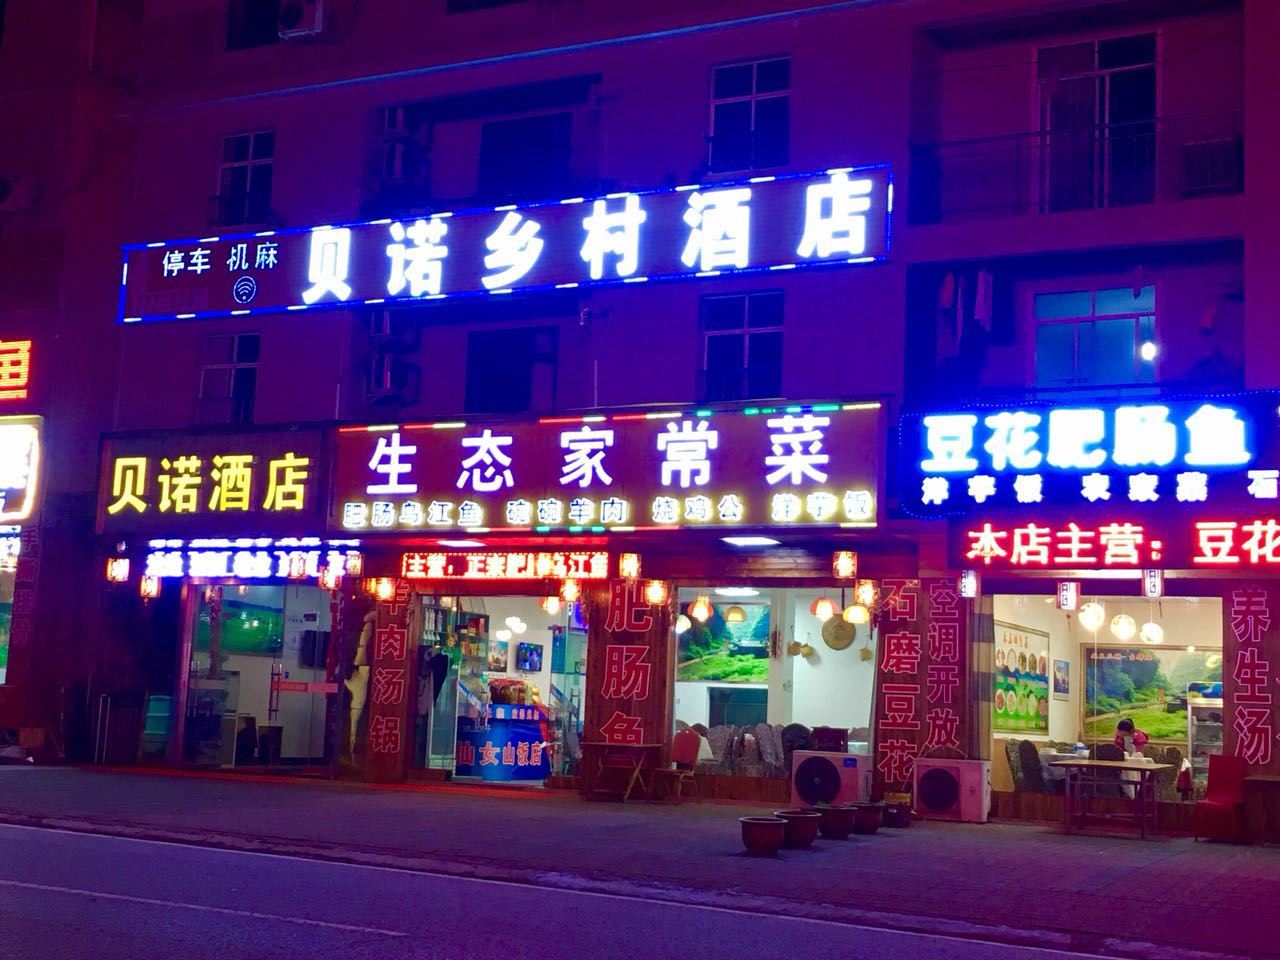 停车 机麻
贝诺乡村酒店
贝诺酒店
生态家常菜
肥肠乌江鱼 碗碗羊肉 烧鸡公 洋芋饭
豆花肥肠鱼
洋芋饭 农家菜 石
本店主营：豆花
主营：正宗肥
羊肉汤锅
肥肠鱼
石磨豆花
空调开放
养生汤
仙女山饭店
鱼